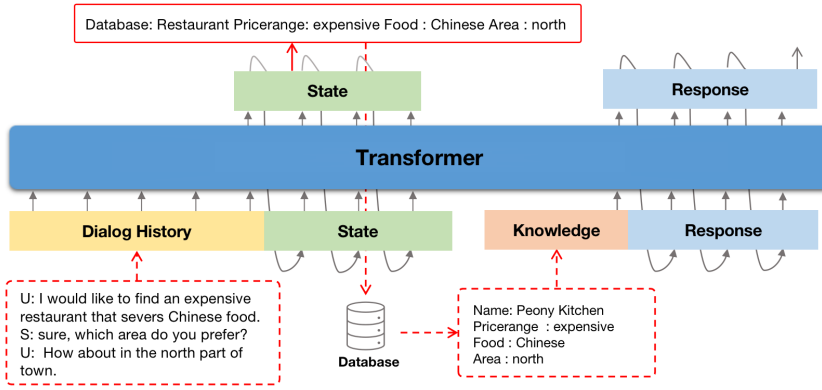 Database: Restaurant Pricerange: expensive Food : Chinese Area : north
State
Response
Transformer
Dialog History
State
Knowledge
Response
U: I would like to find an expensive
restaurant that severs Chinese food.
S: sure, which area do you prefer?
U:  How about in the north part of
town.
Database
Name: Peony Kitchen
Pricerange  : expensive
Food : Chinese
Area : north